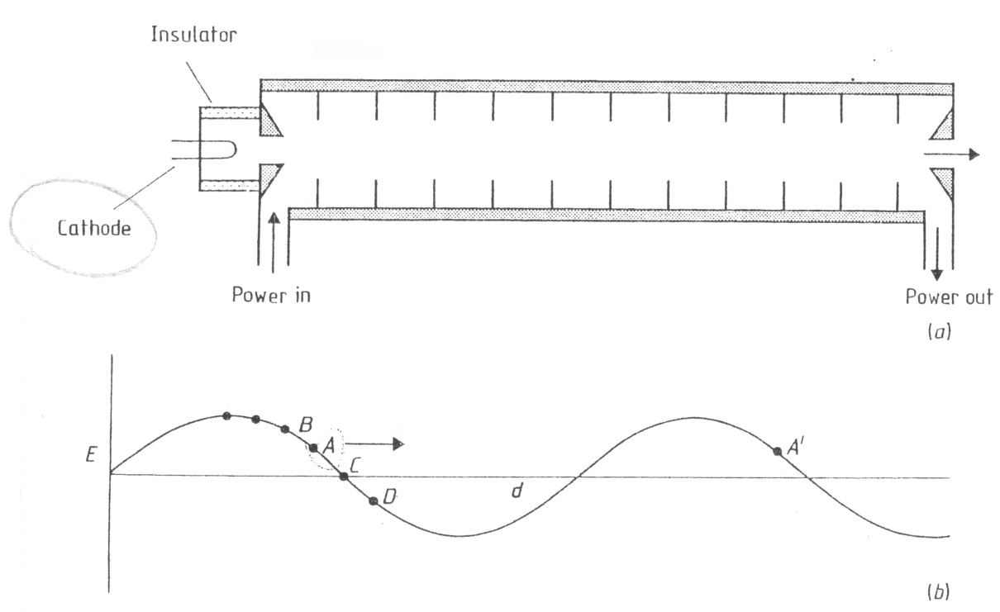 Insulator
Cathode
Power in
Power out
(a)
E
B
A
C
D
d
A'
(b)